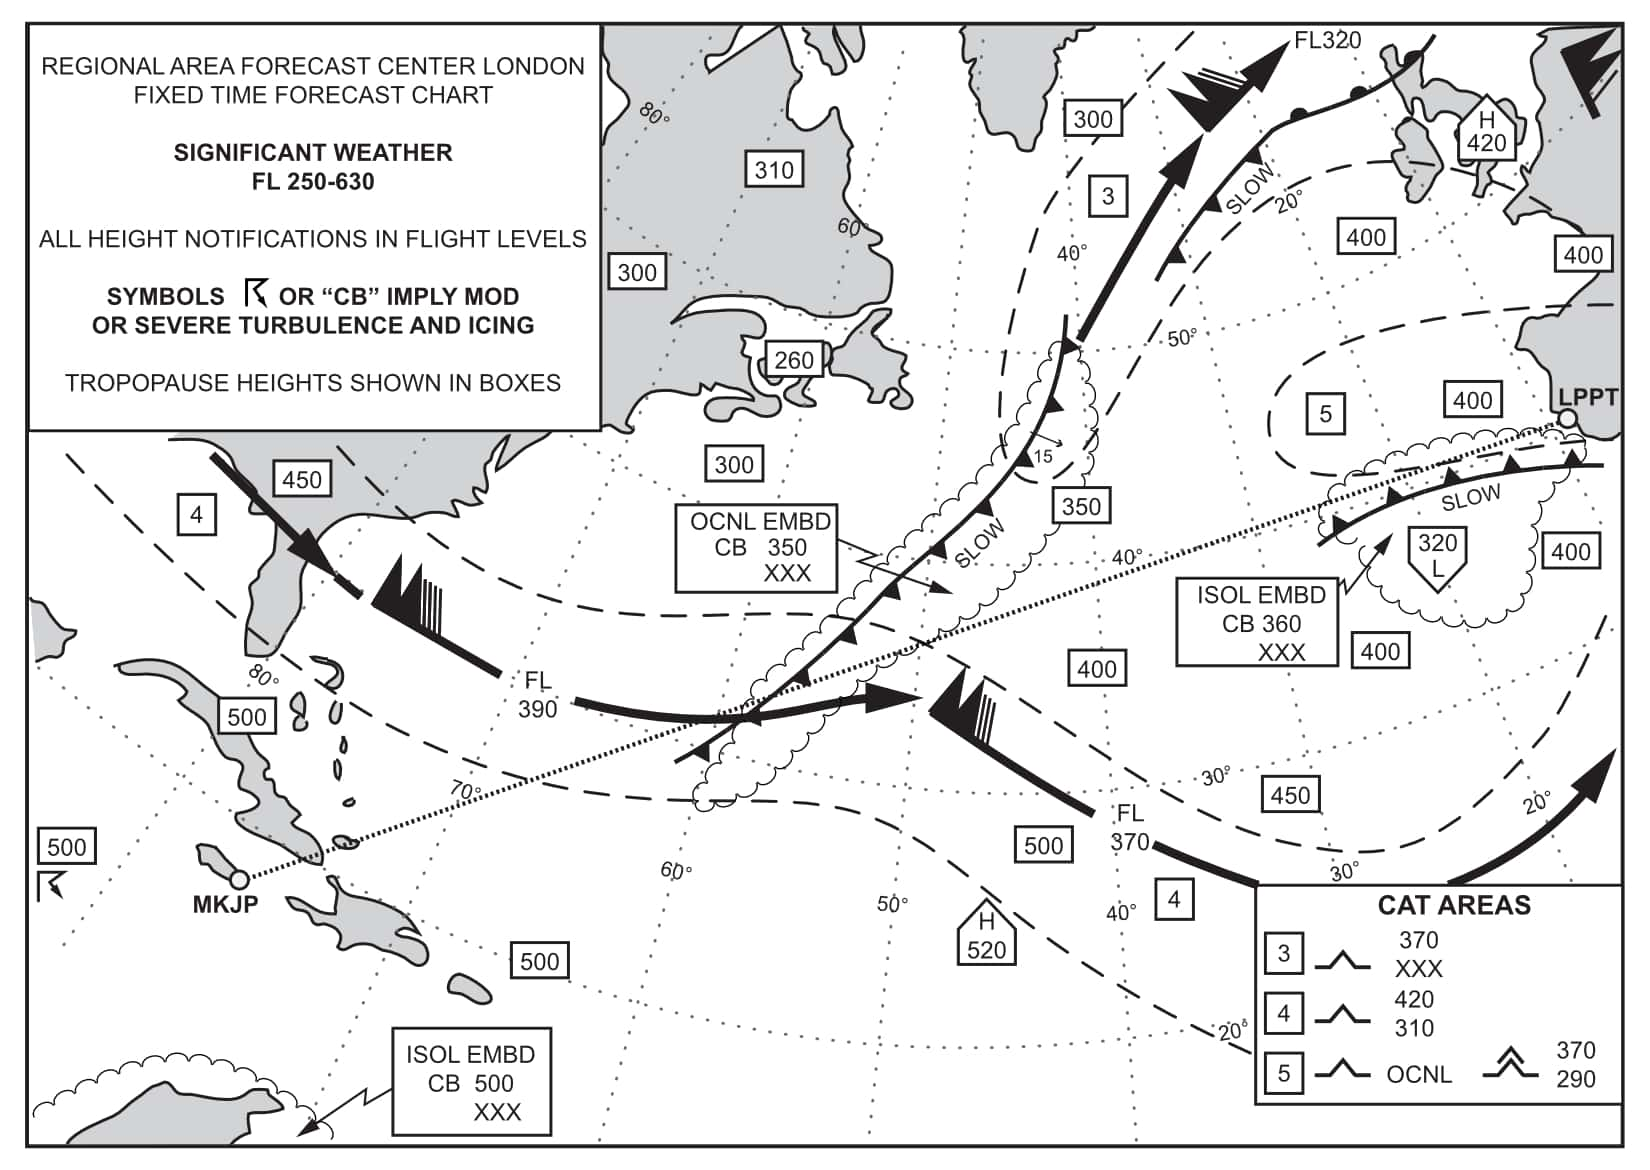 REGIONAL AREA FORECAST CENTER LONDON
FIXED TIME FORECAST CHART
SIGNIFICANT WEATHER
FL 250-630
ALL HEIGHT NOTIFICATIONS IN FLIGHT LEVELS
SYMBOLS OR “CB” IMPLY MOD
OR SEVERE TURBULENCE AND ICING
TROPOPAUSE HEIGHTS SHOWN IN BOXES
FL320
80°
300
H
420
310
3
SLOW
20°
60°
400
40°
400
300
50°
260
400
LPPT
5
15
300
450
4
350
SLOW
OCNL EMBD
CB 350
XXX
SLOW
40°
320
L
400
ISOL EMBD
CB 360
XXX
400
400
80°
FL
390
500
70°
30°
450
20°
FL
370
500
500
60°
30°
MKJP
50°
40°
4
H
520
500
20°
CAT AREAS
3
370
XXX
4
420
310
5
OCNL
370
290
ISOL EMBD
CB 500
XXX